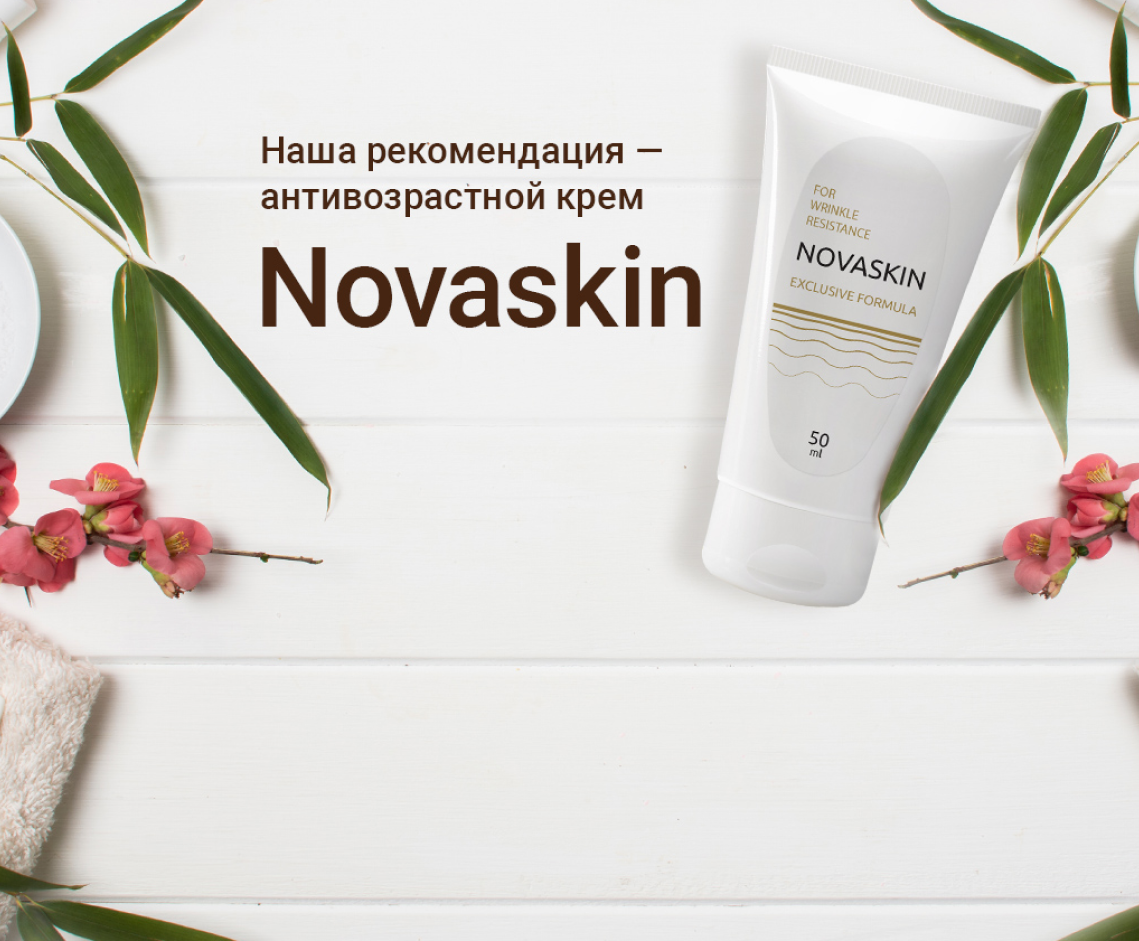 Наша рекомендация —
антивозрастной крем
Novaskin
FOR
WRINKLE
RESISTANCE
NOVASKIN
EXCLUSIVE FORMULA
50
ml